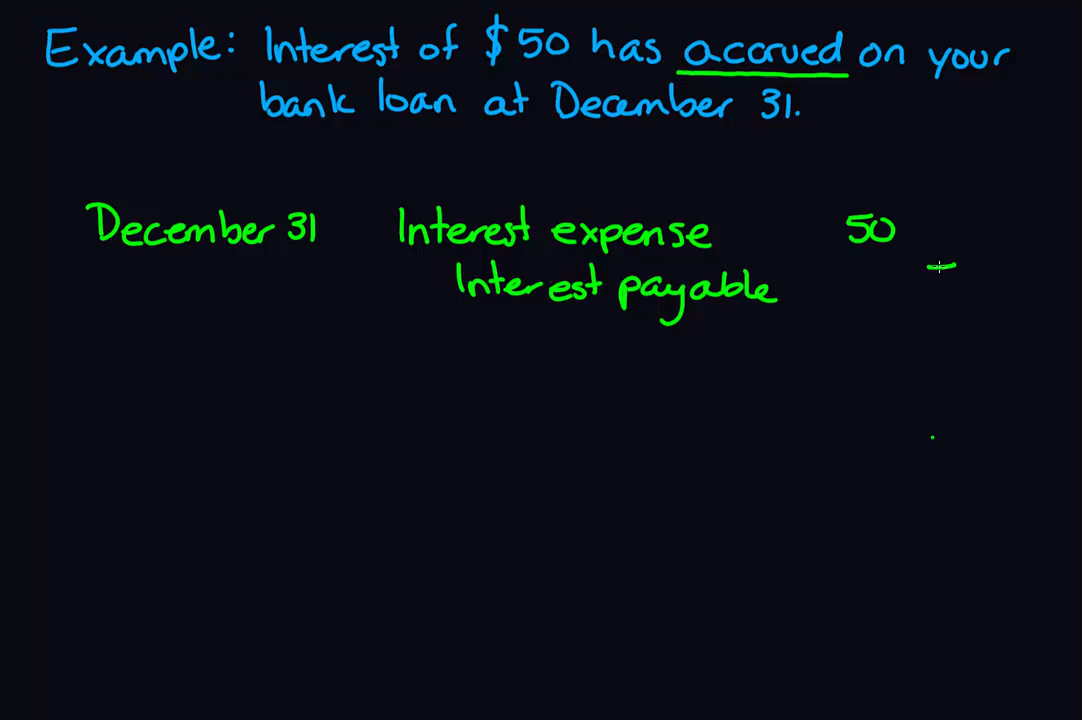 Example: Interest of $50 has accrued on your
bank loan at December 31.
December 31 Interest expense 50
Interest payable